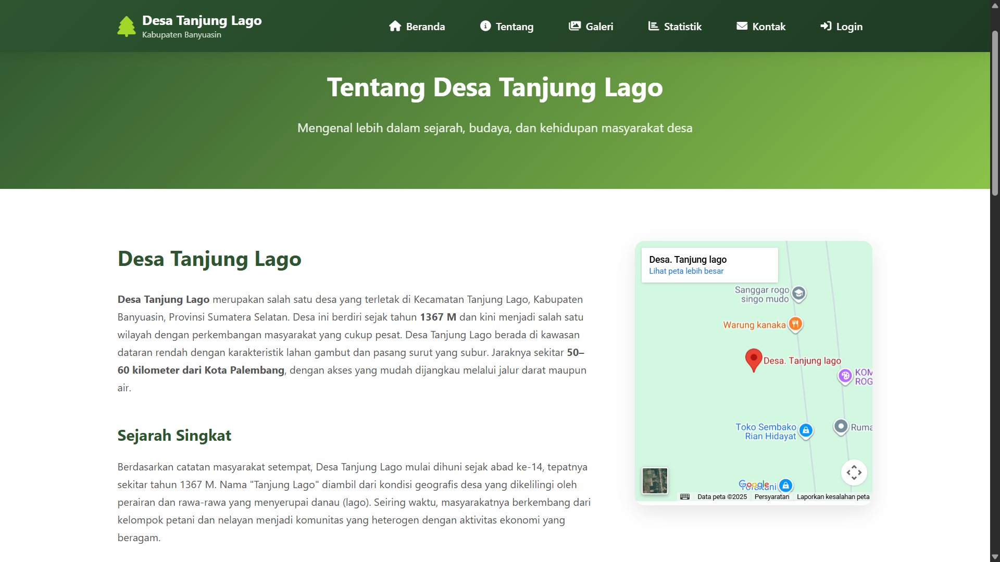 Desa Tanjung Lago
Kabupaten Banyuasin
Beranda
Tentang
Galeri
Statistik
Kontak
Login
Tentang Desa Tanjung Lago
Mengenal lebih dalam sejarah, budaya, dan kehidupan masyarakat desa
Desa Tanjung Lago
Desa Tanjung Lago merupakan salah satu desa yang terletak di Kecamatan Tanjung Lago, Kabupaten
Banyuasin, Provinsi Sumatera Selatan. Desa ini berdiri sejak tahun 1367 M dan kini menjadi salah satu
wilayah dengan perkembangan masyarakat yang cukup pesat. Desa Tanjung Lago berada di kawasan
dataran rendah dengan karakteristik lahan gambut dan pasang surut yang subur. Jaraknya sekitar 50–
60 kilometer dari Kota Palembang, dengan akses yang mudah dijangkau melalui jalur darat maupun
air.
Sejarah Singkat
Berdasarkan catatan masyarakat setempat, Desa Tanjung Lago mulai dihuni sejak abad ke-14, tepatnya
sekitar tahun 1367 M. Nama "Tanjung Lago" diambil dari kondisi geografis desa yang dikelilingi oleh
perairan dan rawa-rawa yang menyerupai danau (lago). Seiring waktu, masyarakatnya berkembang dari
kelompok petani dan nelayan menjadi komunitas yang heterogen dengan aktivitas ekonomi yang
beragam.
Desa. Tanjung lago
Lihat peta lebih besar
Sanggar rogo
singo mudo
Warung kanaka
Desa. Tanjung lago
KOM
ROG
Toko Sembako
Rian Hidayat
Ruma
Google
Data peta ©2025
Persyaratan
Laporkan kesalahan peta